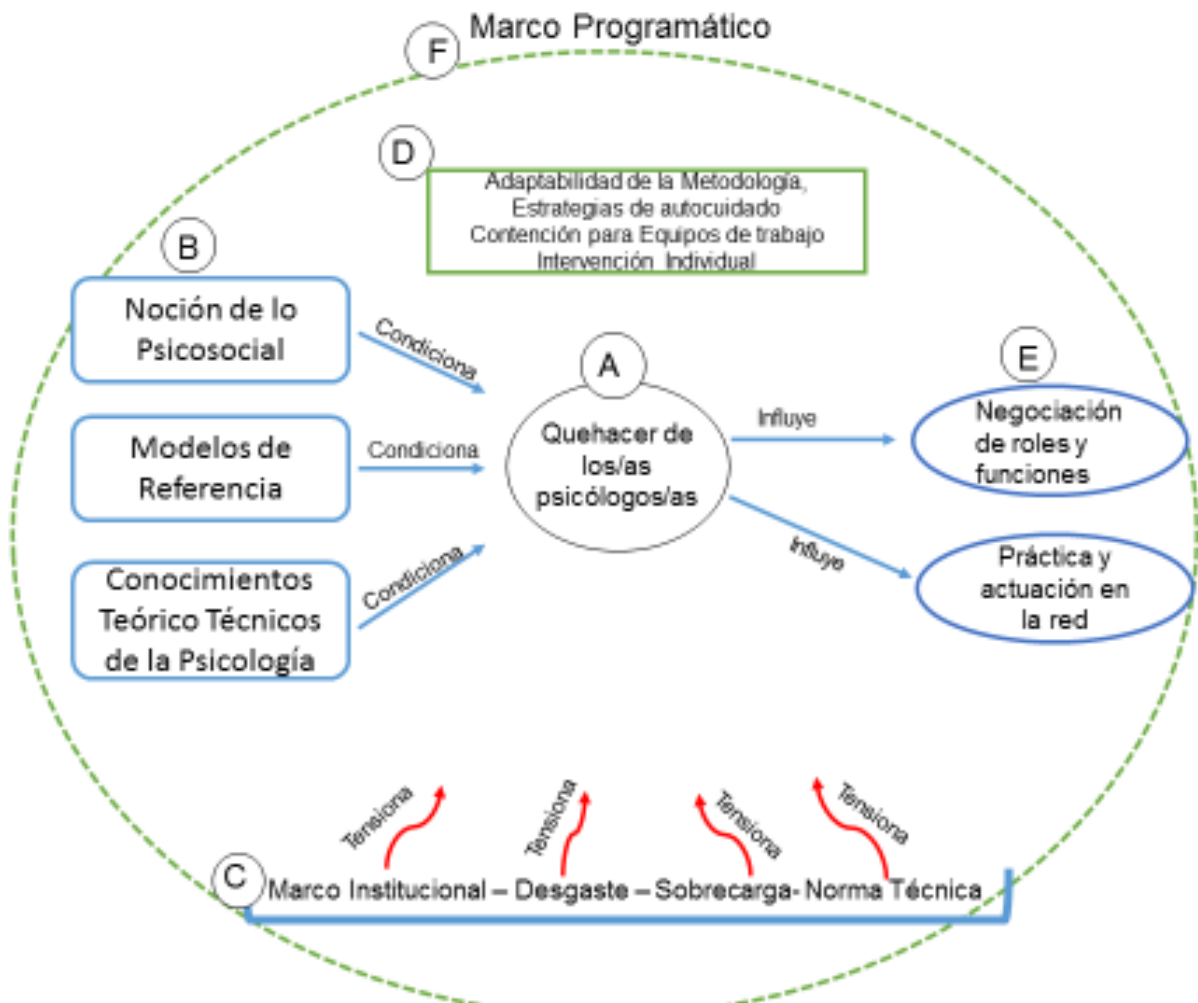 Marco Programático
F
D
Adaptabilidad de la Metodología,
Estrategias de autocuidado
Contención para Equipos de trabajo
Intervención Individual
B
Noción de lo
Psicosocial
Condiciona
Modelos de
Referencia
Condiciona
Conocimientos
Teórico Técnicos
de la Psicología
Condiciona
A
Quehacer de
los/as
psicólogos/as
Influye
Influye
E
Negociación
de roles y
funciones
Práctica y
actuación en
la red
Tensiona
Tensiona
Tensiona
Tensiona
C
Marco Institucional – Desgaste – Sobrecarga- Norma Técnica